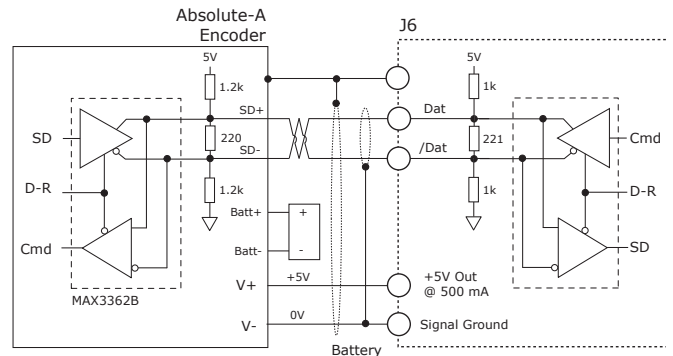 Absolute-A
Encoder
J6
5V
5V
1.2k
1k
SD+
Dat
SD
220
221
Cmd
SD-
/Dat
D-R
1.2k
1k
D-R
Batt+
+
Cmd
Batt-
-
SD
MAX3362B
V+
+5V
+5V Out
@ 500 mA
V-
0V
Signal Ground
Battery